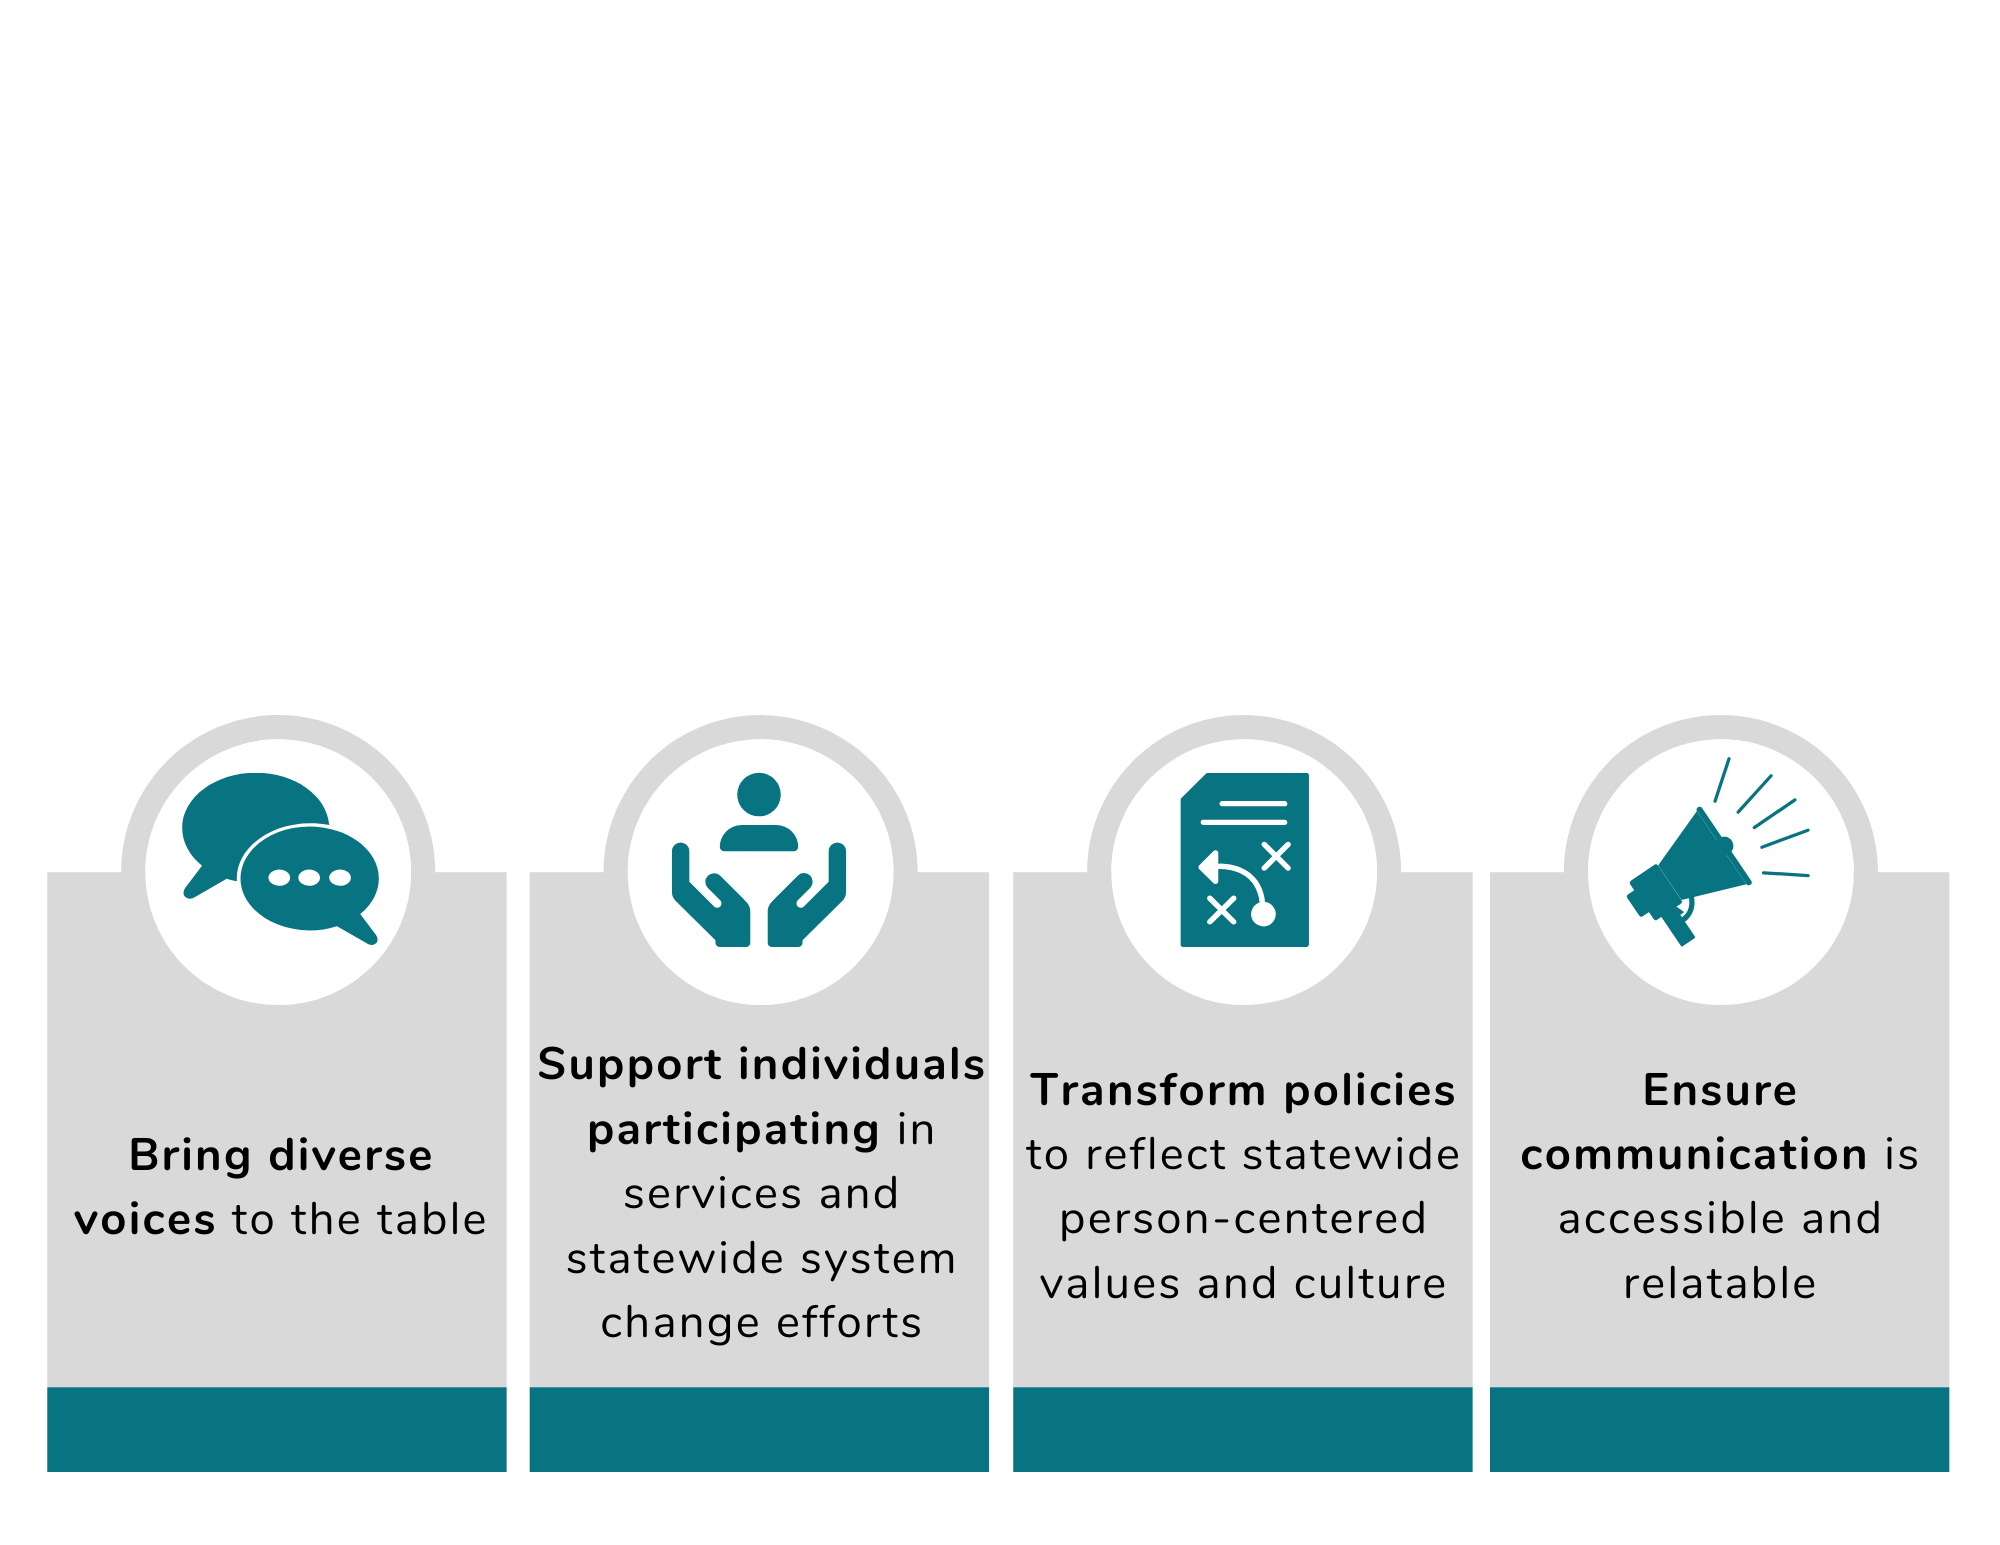 Bring diverse
voices to the table
Support individuals
participating in
services and
statewide system
change efforts
Transform policies
to reflect statewide
person-centered
values and culture
Ensure
communication is
accessible and
relatable